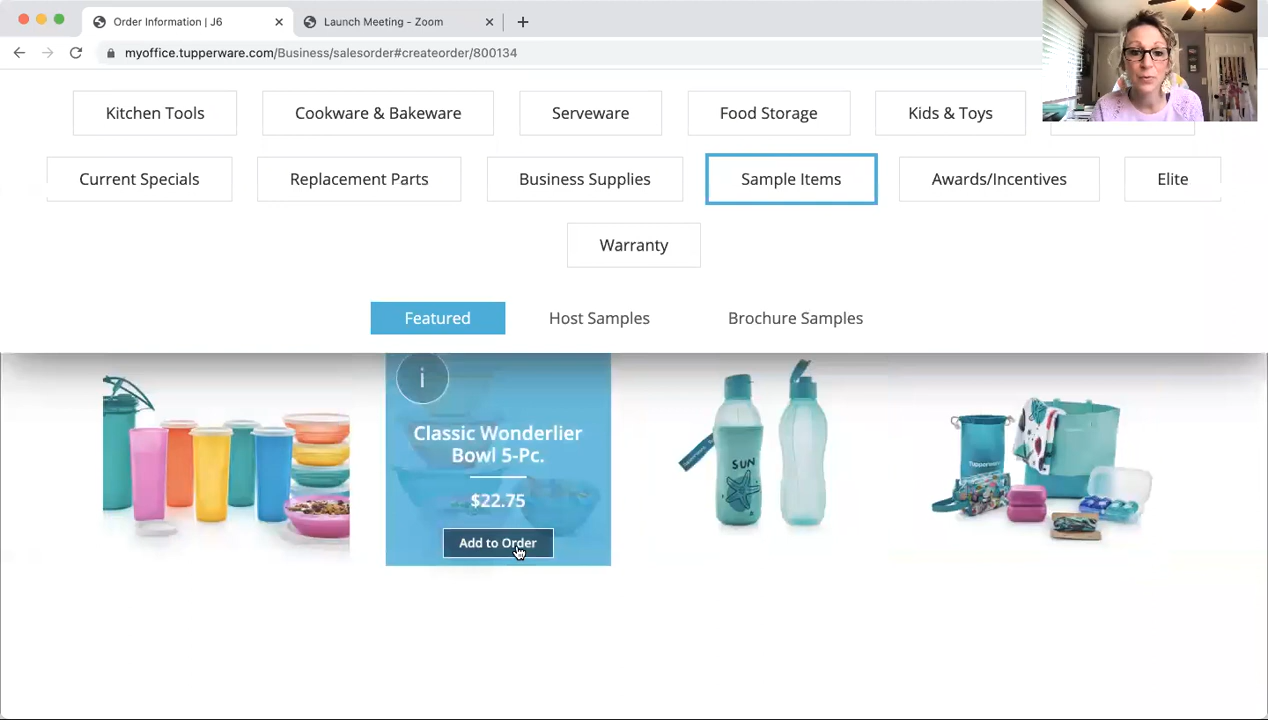 Order Information | J6
Launch Meeting - Zoom
myoffice.tupperware.com/Business/salesorder#createorder/800134
Kitchen Tools
Cookware & Bakeware
Serveware
Food Storage
Kids & Toys
Current Specials
Replacement Parts
Business Supplies
Sample Items
Awards/Incentives
Elite
Warranty
Featured
Host Samples
Brochure Samples
i
Classic Wonderlier
Bowl 5-Pc.
$22.75
Add to Order
SUN
Tupperware